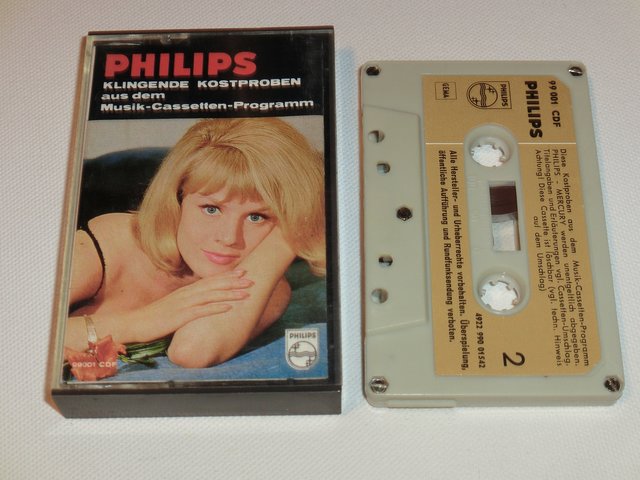 PHILIPS
KLINGENDE KOSTPROBEN
aus dem
Musik-Cassetten-Programm
PHILIPS
99001 CDF
99 001 CDF
PHILIPS
PHILIPS
GEMA
Diese Kostproben aus dem Musik-Cassetten-Programm
PHILIPS - MERCURY werden unentgeltlich abgegeben.
Titelangaben und Erläuterungen vgl. Cassetten-Umschlag.
Achtung! Diese Cassette ist löschbar (vgl. techn. Hinweis
auf dem Umschlag)
4922 990 01542
2
Alle Hersteller- und Urheberrechte vorbehalten. Überspielung,
öffentliche Aufführung und Rundfunksendung verboten.